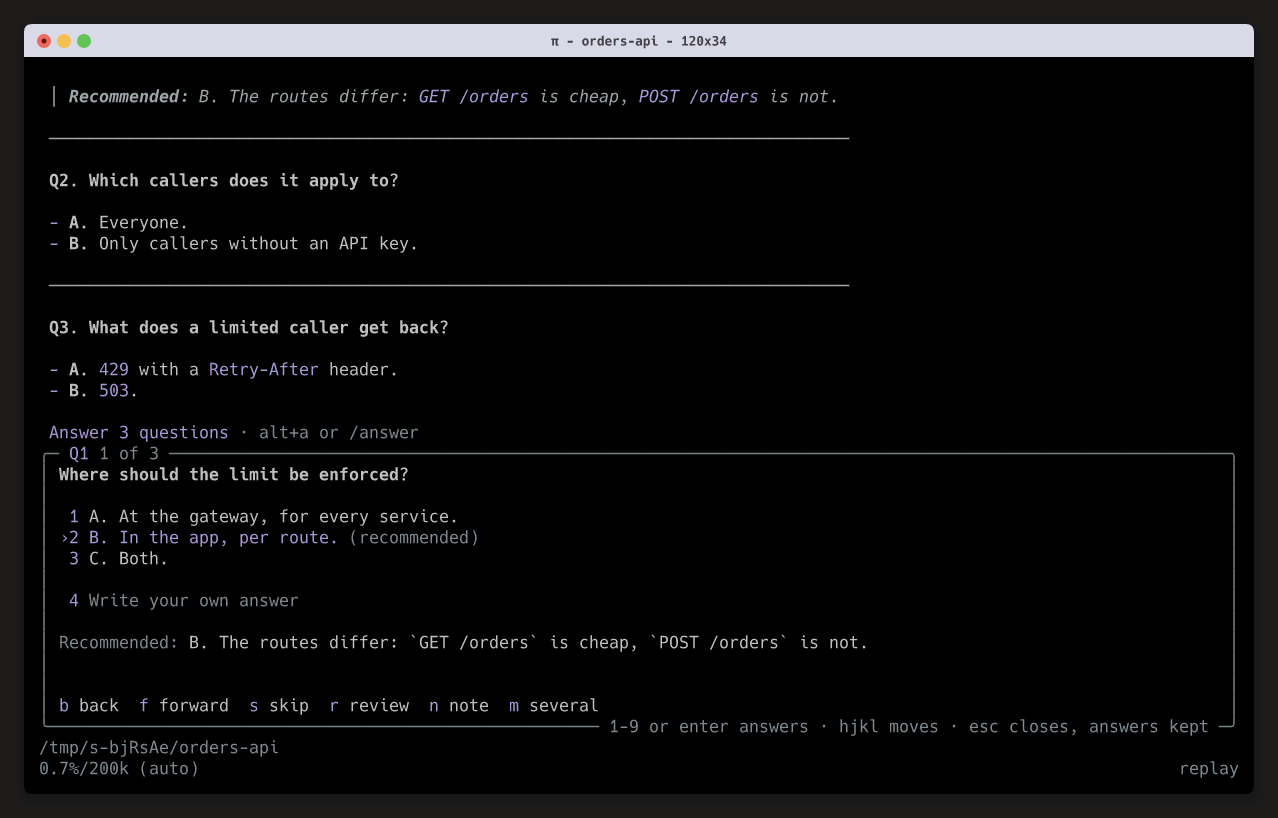 π - orders-api - 120x34
Recommended: B. The routes differ: GET /orders is cheap, POST /orders is not.
Q2. Which callers does it apply to?
- A. Everyone.
- B. Only callers without an API key.
Q3. What does a limited caller get back?
- A. 429 with a Retry-After header.
- B. 503.
Answer 3 questions · alt+a or /answer
Q1 1 of 3
Where should the limit be enforced?
1 A. At the gateway, for every service.
›2 B. In the app, per route. (recommended)
3 C. Both.
4 Write your own answer
Recommended: B. The routes differ: `GET /orders` is cheap, `POST /orders` is not.
b back  f forward  s skip  r review  n note  m several
1-9 or enter answers · hjkl moves · esc closes, answers kept
/tmp/s-bjRsAe/orders-api
0.7%/200k (auto)
replay